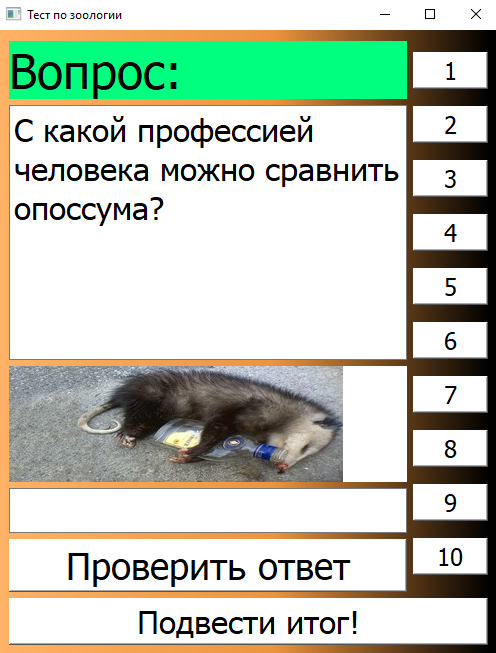 Тест по зоологии
Вопрос:
С какой профессией
человека можно сравнить
опоссума?
Проверить ответ
Подвести итог!
1
2
3
4
5
6
7
8
9
10